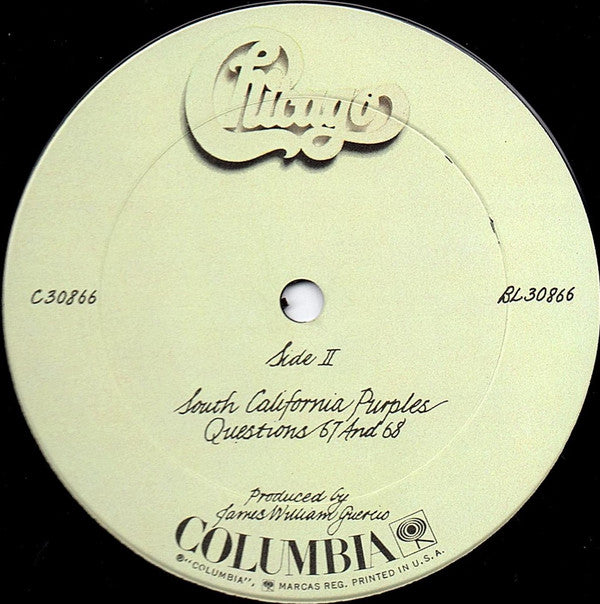 Chicago
C30866
BL30866
Side II
South California Purples
Questions 67 And 68
Produced by
James William Guercio
COLUMBIA
℗ "COLUMBIA", MARCAS REG. PRINTED IN U.S.A.